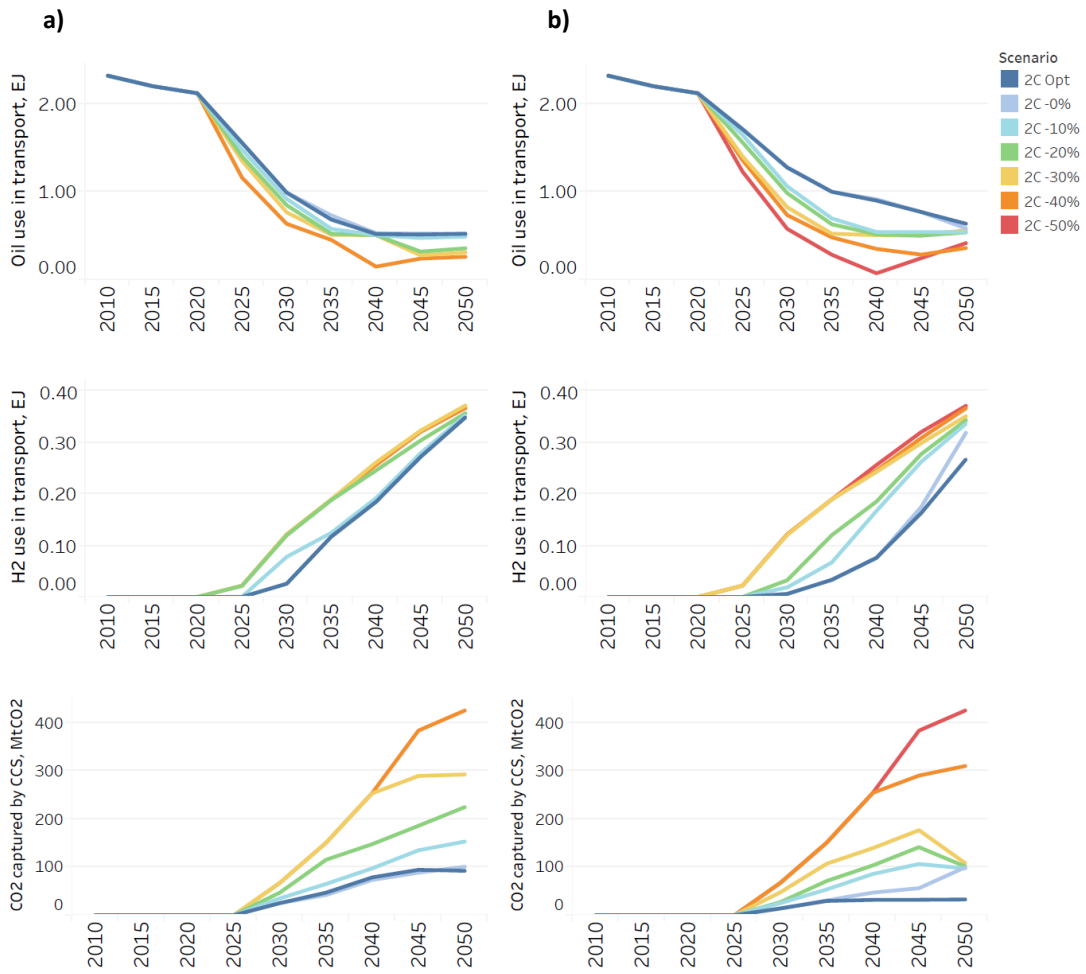 a)
b)
Oil use in transport, EJ
2.00
1.00
0.00
2010 2015 2020 2025 2030 2035 2040 2045 2050
Oil use in transport, EJ
2.00
1.00
0.00
2010 2015 2020 2025 2030 2035 2040 2045 2050
Scenario
2C Opt
2C -0%
2C -10%
2C -20%
2C -30%
2C -40%
2C -50%
H2 use in transport, EJ
0.40
0.30
0.20
0.10
0.00
2010 2015 2020 2025 2030 2035 2040 2045 2050
H2 use in transport, EJ
0.40
0.30
0.20
0.10
0.00
2010 2015 2020 2025 2030 2035 2040 2045 2050
CO2 captured by CCS, MtCO2
400
300
200
100
0
2010 2015 2020 2025 2030 2035 2040 2045 2050
CO2 captured by CCS, MtCO2
400
300
200
100
0
2010 2015 2020 2025 2030 2035 2040 2045 2050